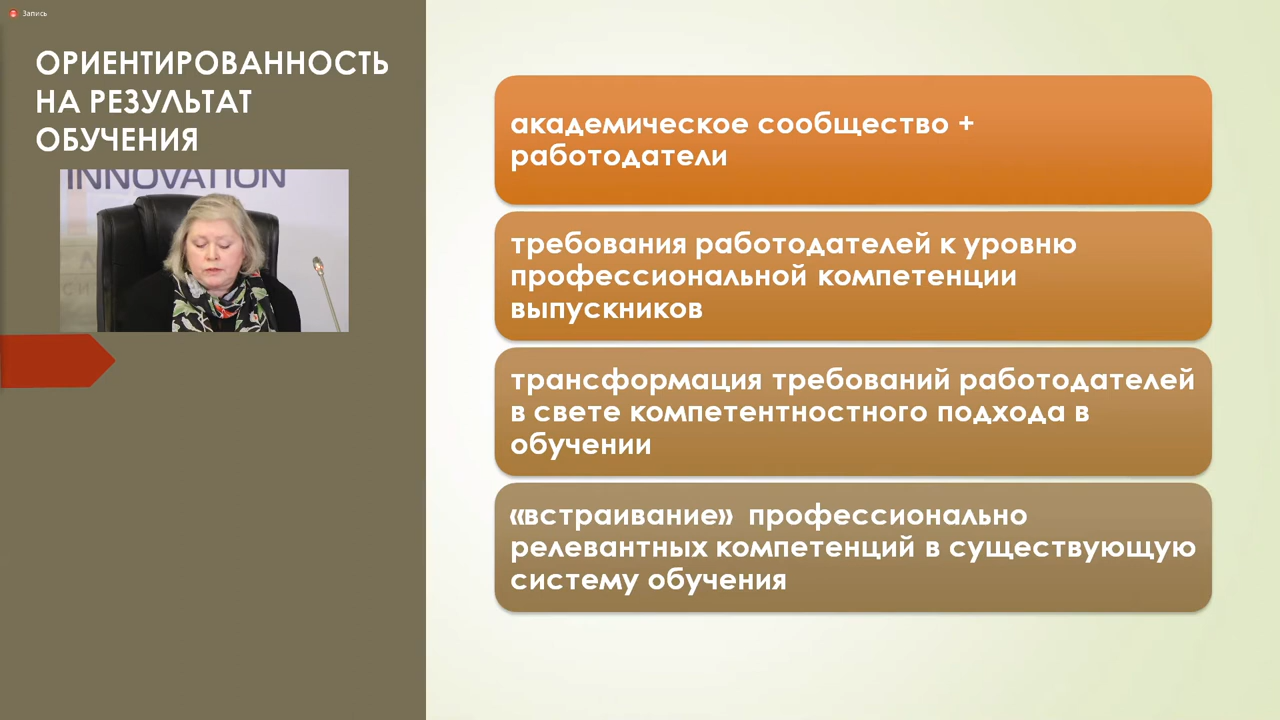 Запись
ОРИЕНТИРОВАННОСТЬ
НА РЕЗУЛЬТАТ
ОБУЧЕНИЯ
INNOVATION
академическое сообщество +
работодатели
требования работодателей к уровню
профессиональной компетенции
выпускников
трансформация требований работодателей
в свете компетентностного подхода в
обучении
«встраивание» профессионально
релевантных компетенций в существующую
систему обучения